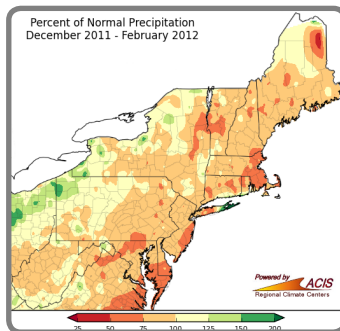 Percent of Normal Precipitation
December 2011 - February 2012
Powered by
ACIS
Regional Climate Centers
25 50 75 100 125 150 200